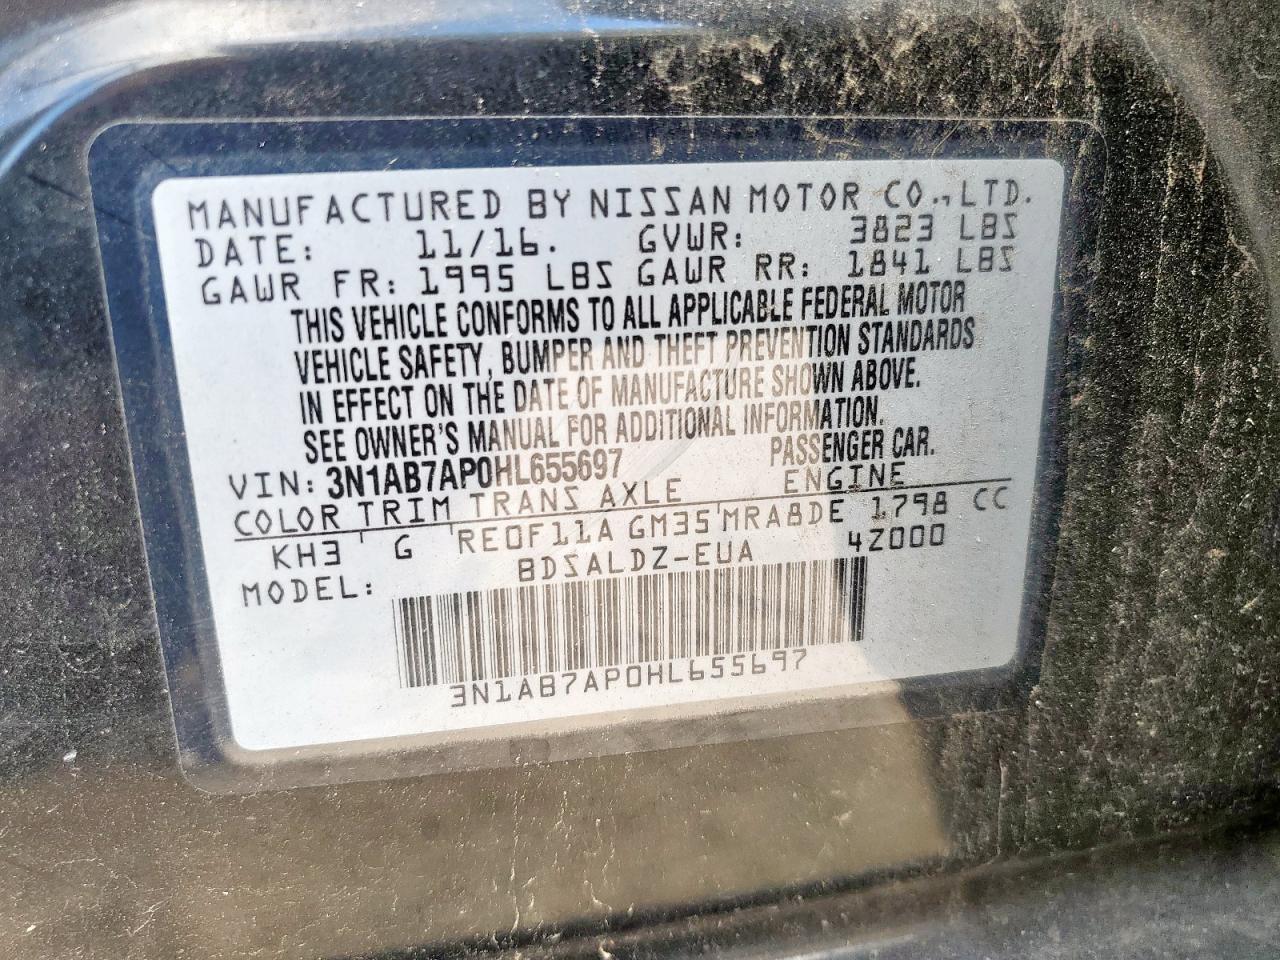 MANUFACTURED BY NISSAN MOTOR CO., LTD.
DATE: 11/16. GVWR: 3823 LBS
GAWR FR: 1995 LBS GAWR RR: 1841 LBS
THIS VEHICLE CONFORMS TO ALL APPLICABLE FEDERAL MOTOR
VEHICLE SAFETY, BUMPER AND THEFT PREVENTION STANDARDS
IN EFFECT ON THE DATE OF MANUFACTURE SHOWN ABOVE.
SEE OWNER'S MANUAL FOR ADDITIONAL INFORMATION.
VIN: 3N1AB7AP0HL655697 PASSENGER CAR.
COLOR TRIM TRANS AXLE ENGINE
KH3 G RE0F11A GM35 MRA8DE 1798 CC
MODEL: BDSALDZ-EUA 4Z000
3N1AB7AP0HL655697